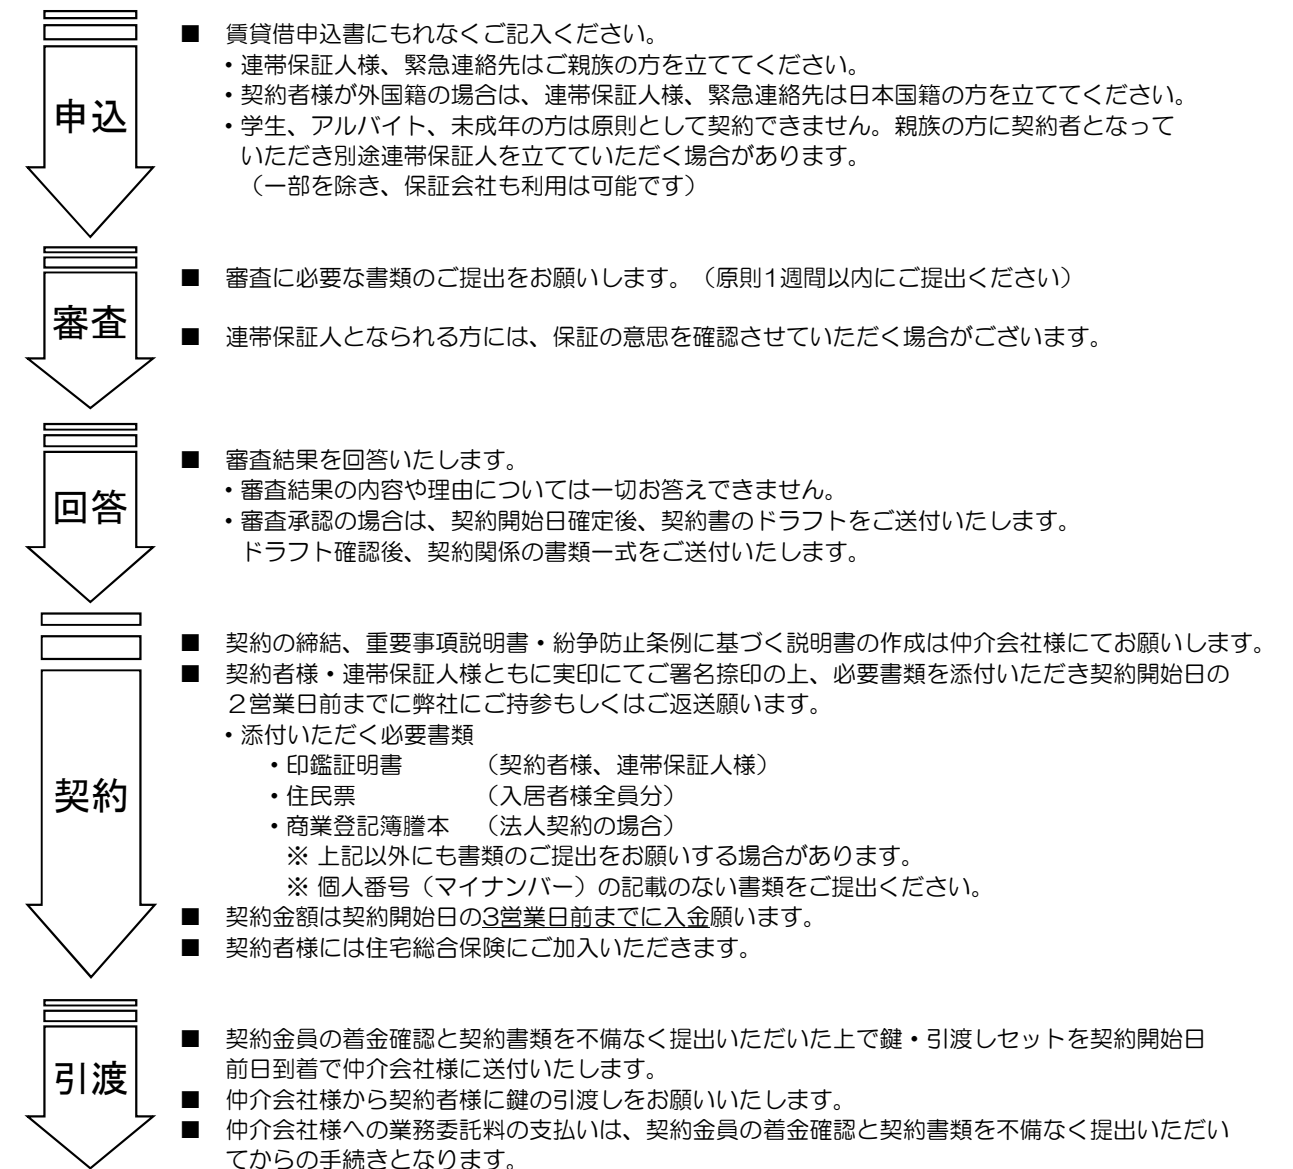 申込
■ 賃貸借申込書にもれなくご記入ください。
・連帯保証人様、緊急連絡先はご親族の方を立ててください。
・契約者様が外国籍の場合は、連帯保証人様、緊急連絡先は日本国籍の方を立ててください。
・学生、アルバイト、未成年の方は原則として契約できません。親族の方に契約者となって
いただき別途連帯保証人を立てていただく場合があります。
（一部を除き、保証会社も利用は可能です）
審査
■ 審査に必要な書類のご提出をお願いします。（原則1週間以内にご提出ください）
■ 連帯保証人となられる方には、保証の意思を確認させていただく場合がございます。
回答
■ 審査結果を回答いたします。
・審査結果の内容や理由については一切お答えできません。
・審査承認の場合は、契約開始日確定後、契約書のドラフトをご送付いたします。
ドラフト確認後、契約関係の書類一式をご送付いたします。
契約
■ 契約の締結、重要事項説明書・紛争防止条例に基づく説明書の作成は仲介会社様にてお願いします。
■ 契約者様・連帯保証人様ともに実印にてご署名捺印の上、必要書類を添付いただき契約開始日の
２営業日前までに弊社にご持参もしくはご返送願います。
・添付いただく必要書類
・印鑑証明書 （契約者様、連帯保証人様）
・住民票 （入居者様全員分）
・商業登記簿謄本 （法人契約の場合）
※ 上記以外にも書類のご提出をお願いする場合があります。
※ 個人番号（マイナンバー）の記載のない書類をご提出ください。
■ 契約金額は契約開始日の3営業日前までに入金願います。
■ 契約者様には住宅総合保険にご加入いただきます。
引渡
■ 契約金員の着金確認と契約書類を不備なく提出いただいた上で鍵・引渡しセットを契約開始日
前日到着で仲介会社様に送付いたします。
■ 仲介会社様から契約者様に鍵の引渡しをお願いいたします。
■ 仲介会社様への業務委託料の支払いは、契約金員の着金確認と契約書類を不備なく提出いただい
てからの手続きとなります。